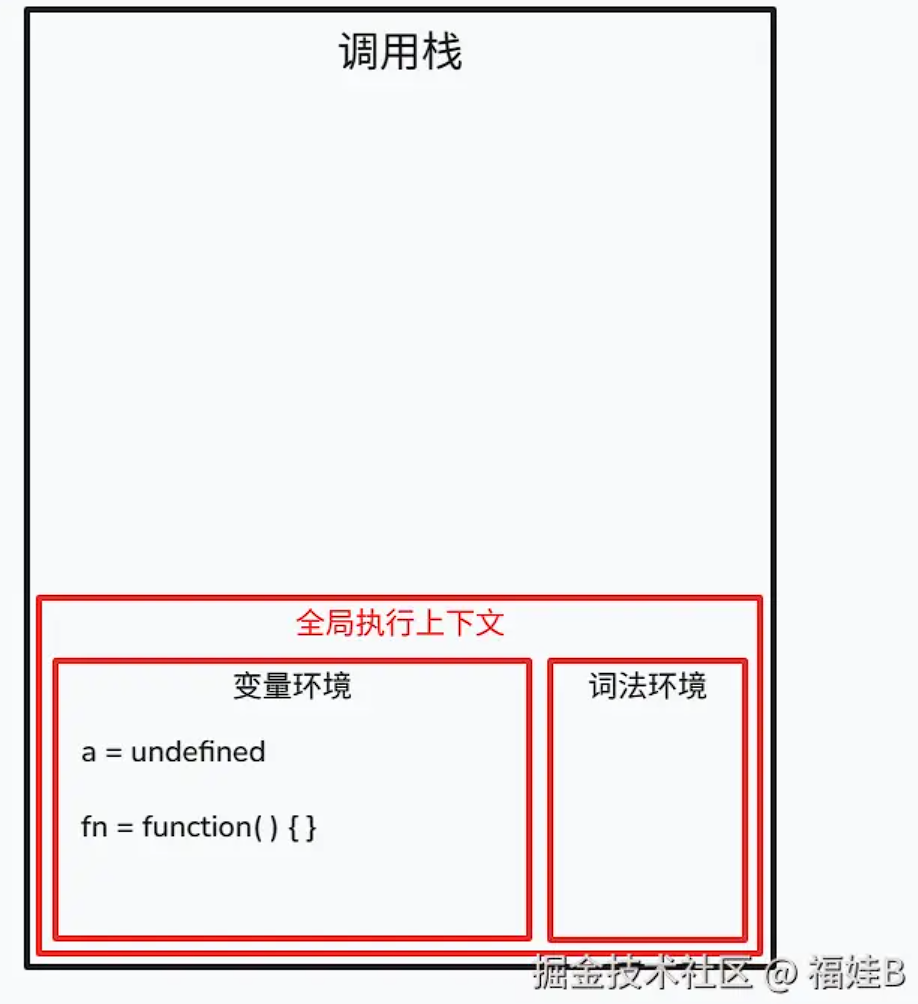 调用栈
全局执行上下文
变量环境
词法环境
a = undefined
fn = function( ) { }
掘金技术社区 @ 福娃B